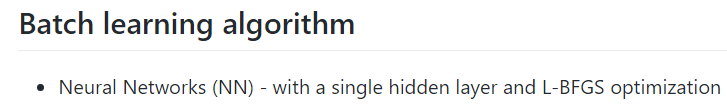 Batch learning algorithm
Neural Networks (NN) - with a single hidden layer and L-BFGS optimization